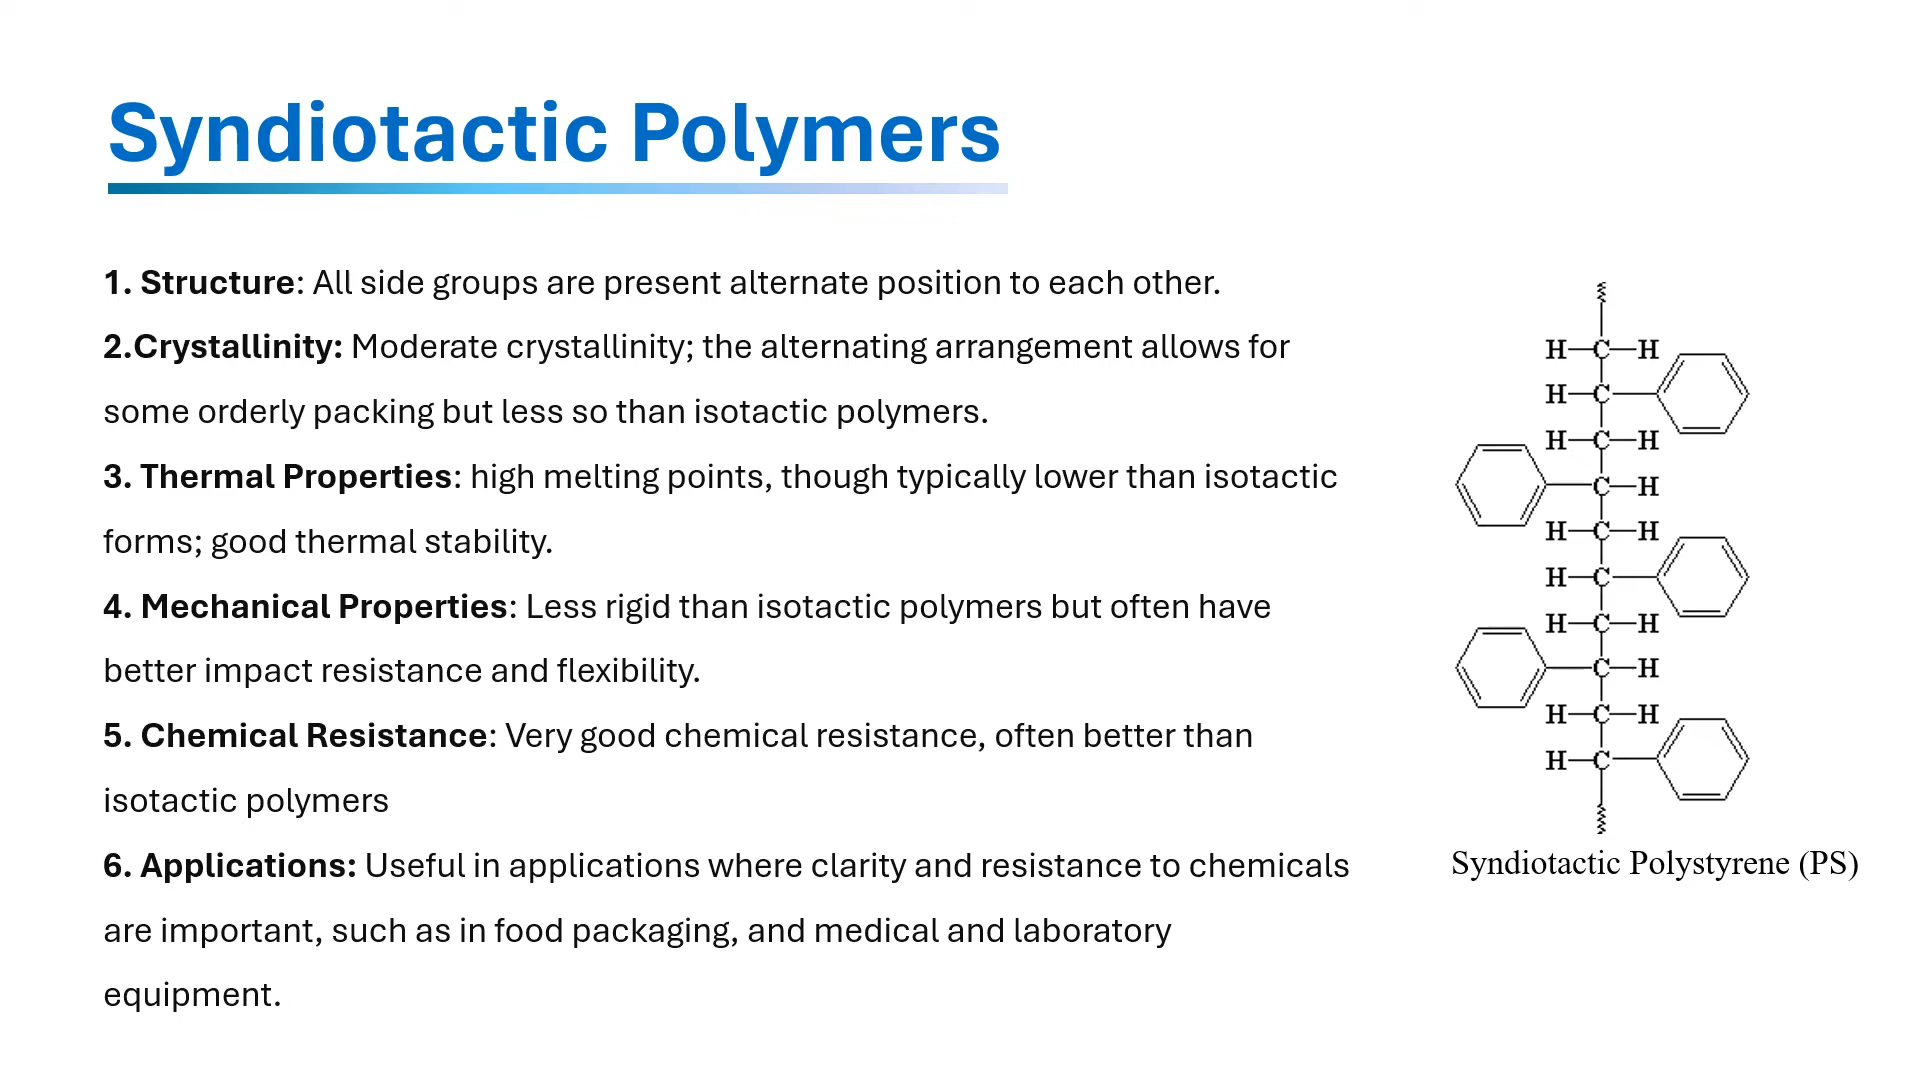 Syndiotactic Polymers
1. Structure: All side groups are present alternate position to each other.
2.Crystallinity: Moderate crystallinity; the alternating arrangement allows for
some orderly packing but less so than isotactic polymers.
3. Thermal Properties: high melting points, though typically lower than isotactic
forms; good thermal stability.
4. Mechanical Properties: Less rigid than isotactic polymers but often have
better impact resistance and flexibility.
5. Chemical Resistance: Very good chemical resistance, often better than
isotactic polymers
6. Applications: Useful in applications where clarity and resistance to chemicals
are important, such as in food packaging, and medical and laboratory
equipment.
H C H
H C
H C H
C H
H C H
H C
H C H
C H
H C H
H C
Syndiotactic Polystyrene (PS)